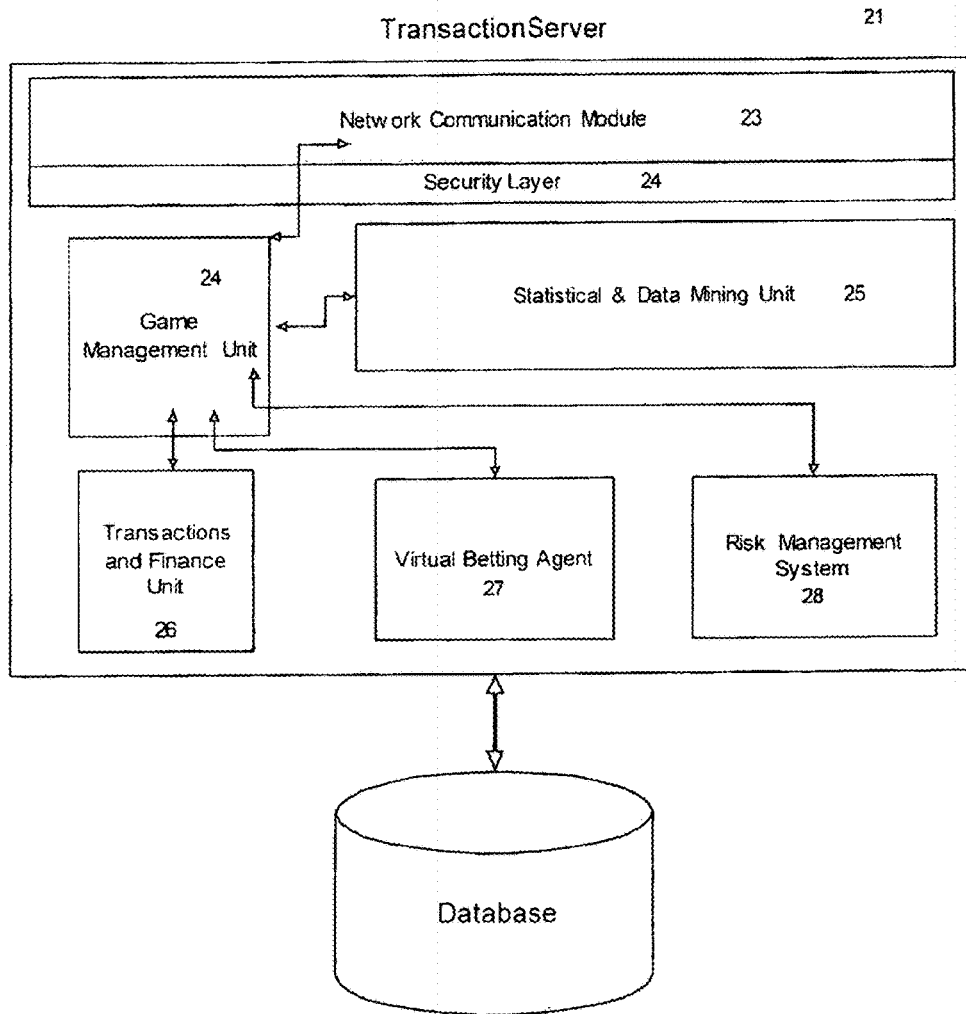 21
TransactionServer
Network Communication Module 23
Security Layer 24
24
Game
Management Unit
Statistical & Data Mining Unit 25
Transactions
and Finance
Unit
26
Virtual Betting Agent
27
Risk Management
System
28
Database